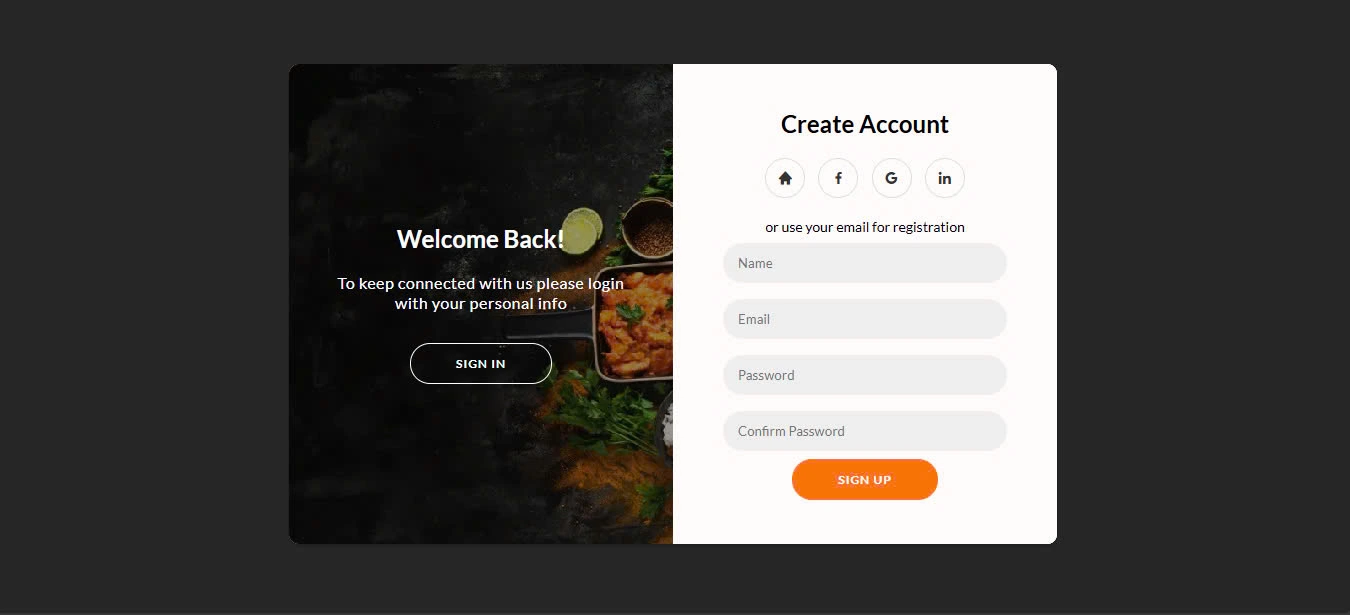 Welcome Back!
To keep connected with us please login
with your personal info
SIGN IN
Create Account
f
G
in
or use your email for registration
Name
Email
Password
Confirm Password
SIGN UP